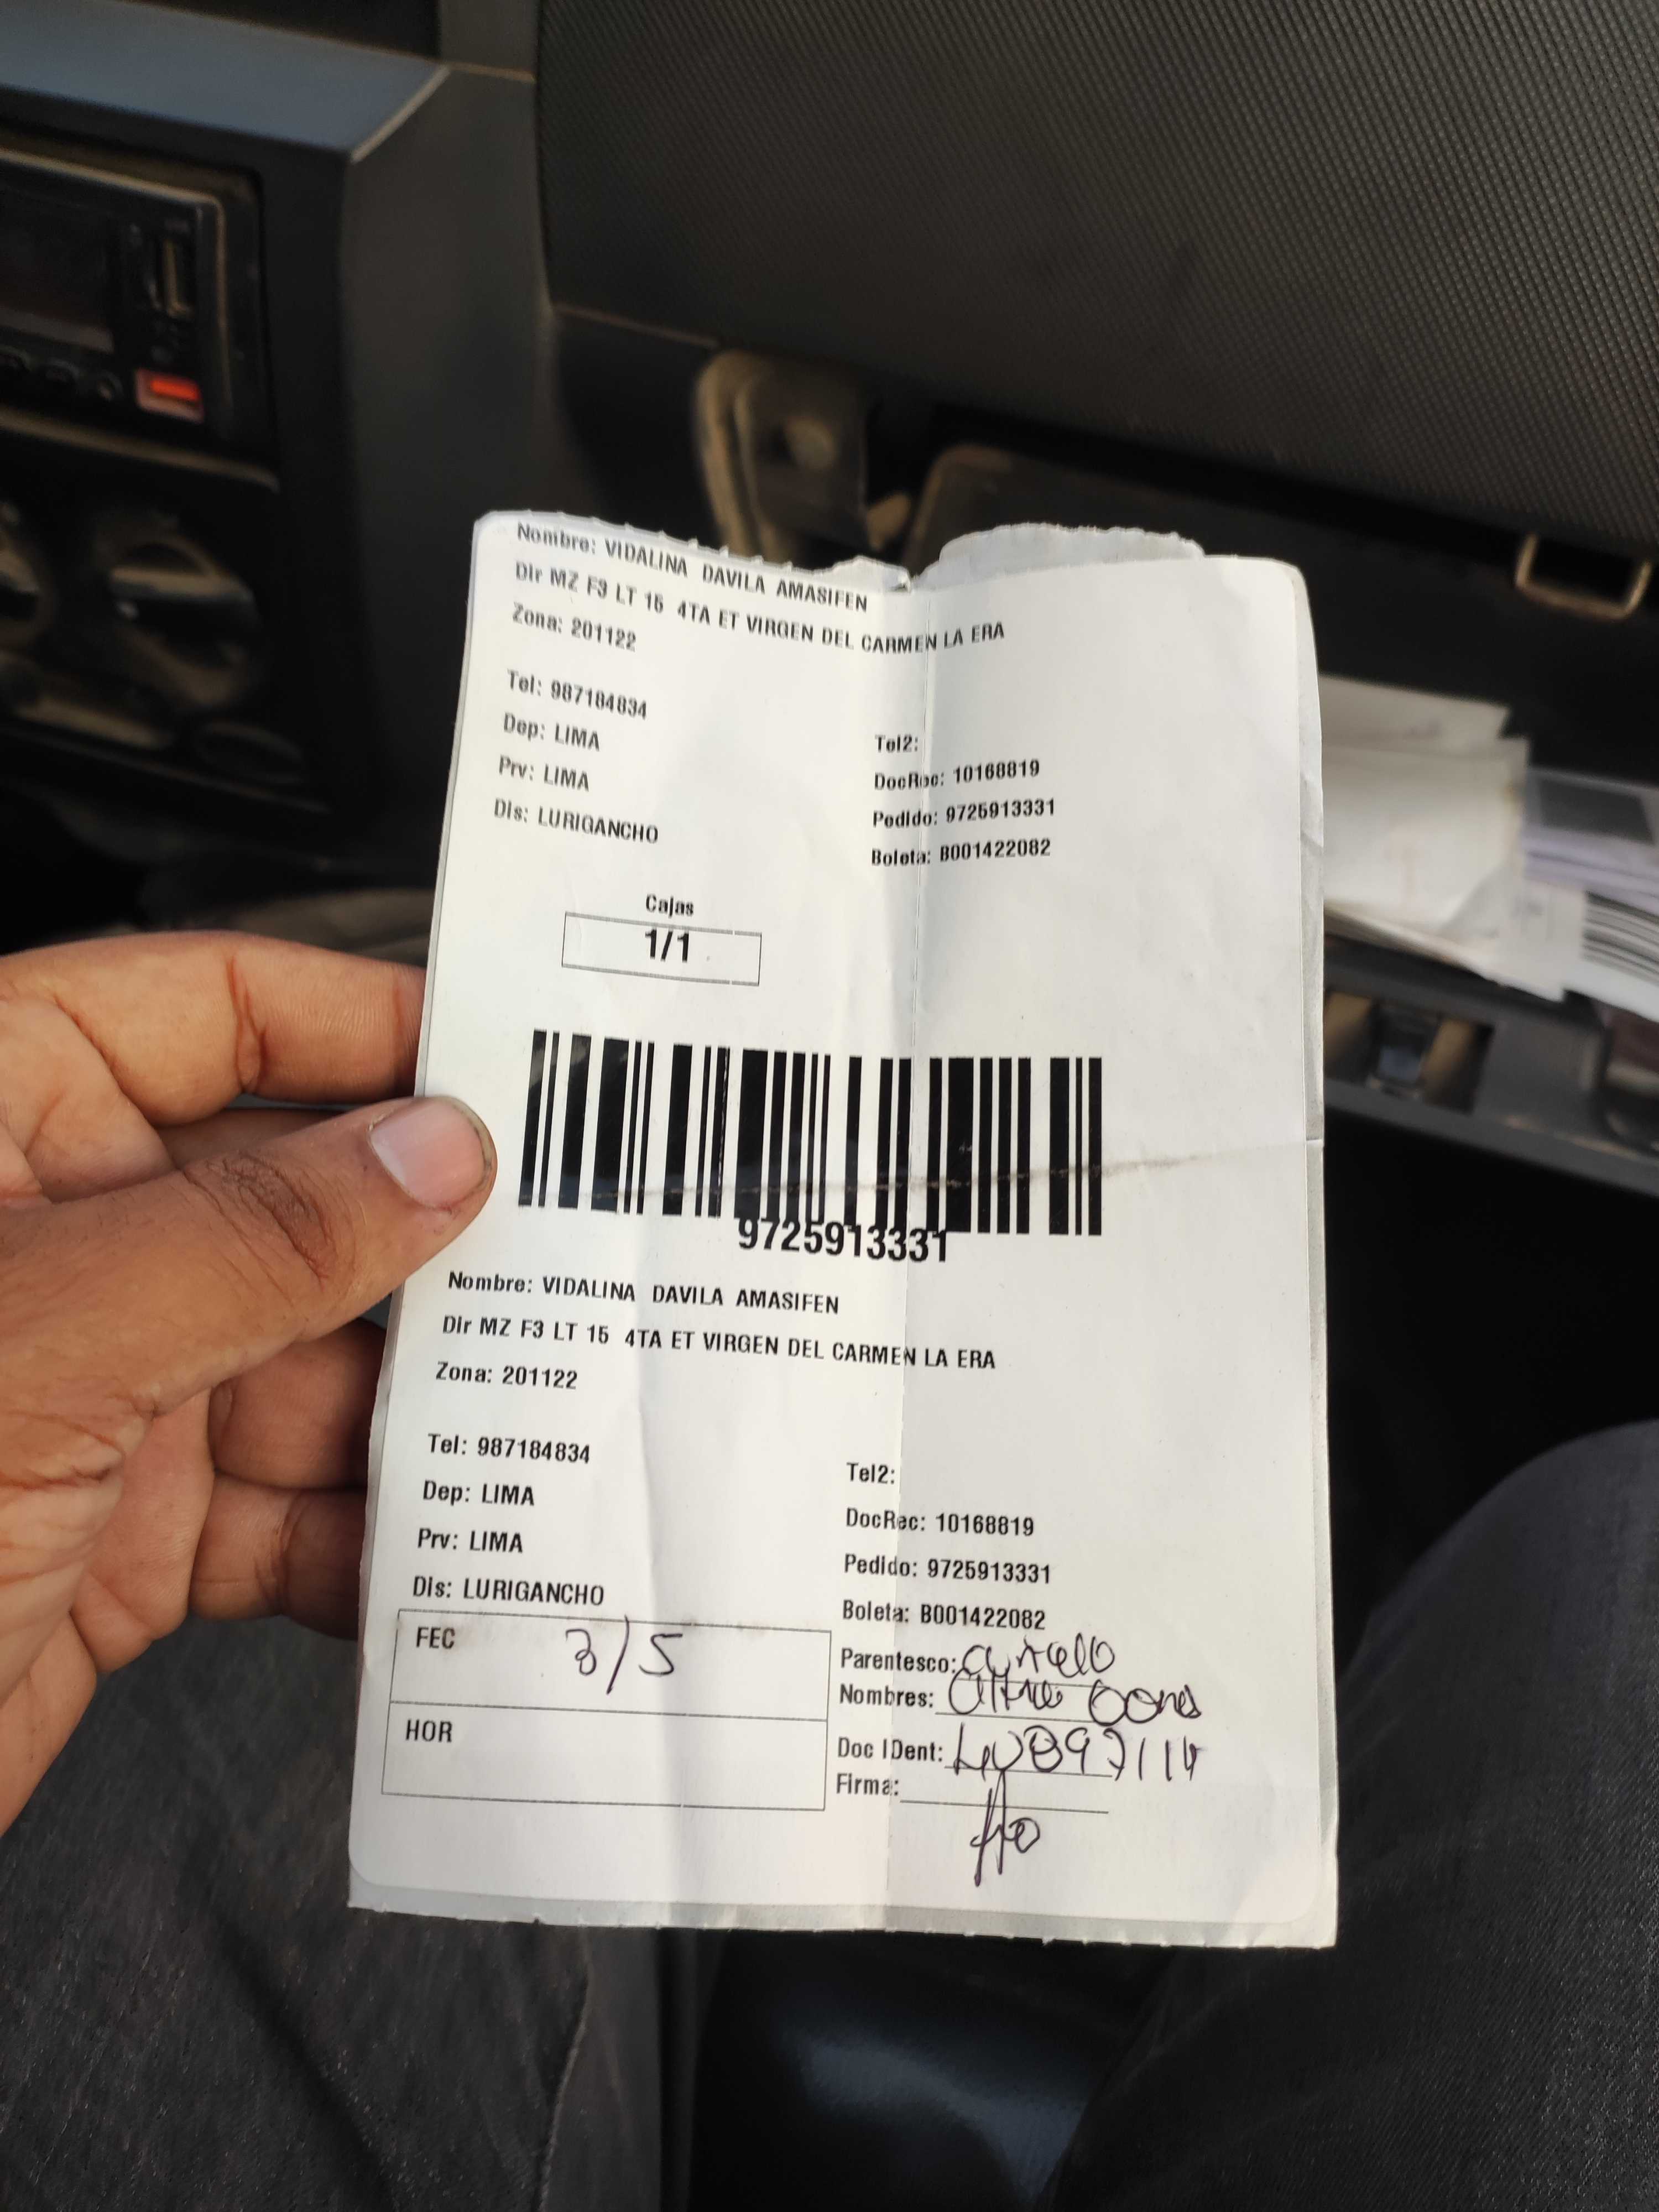 Nombre: VIDALINA DAVILA AMASIFEN
Dir MZ F3 LT 15 4TA ET VIRGEN DEL CARMEN LA ERA
Zona: 201122
Tel: 987184834
Tel2:
Dep: LIMA
DocRec: 10168819
Prv: LIMA
Pedido: 9725913331
Dis: LURIGANCHO
Boleta: B001422082
Cajas
1/1
9725913331
Nombre: VIDALINA DAVILA AMASIFEN
Dir MZ F3 LT 15 4TA ET VIRGEN DEL CARMEN LA ERA
Zona: 201122
Tel: 987184834
Tel2:
Dep: LIMA
DocRec: 10168819
Prv: LIMA
Pedido: 9725913331
Dis: LURIGANCHO
Boleta: B001422082
FEC 3/5
Parentesco:
Nombres:
HOR
Doc IDent:
Firma: